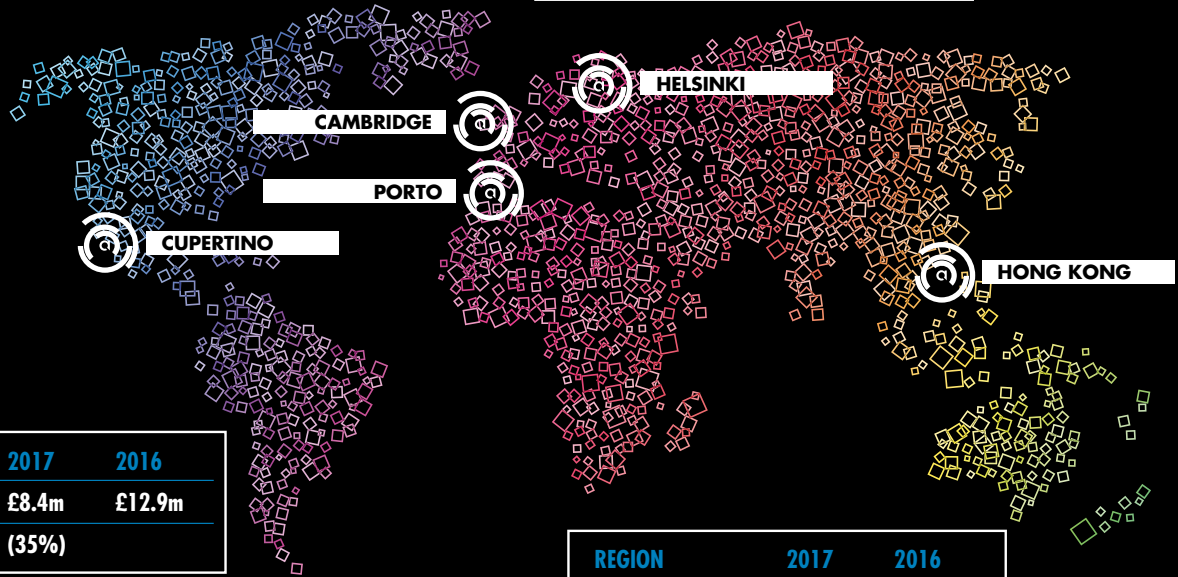 HELSINKI
CAMBRIDGE
PORTO
CUPERTINO
HONG KONG
2017 2016
£8.4m £12.9m
(35%)
REGION 2017 2016